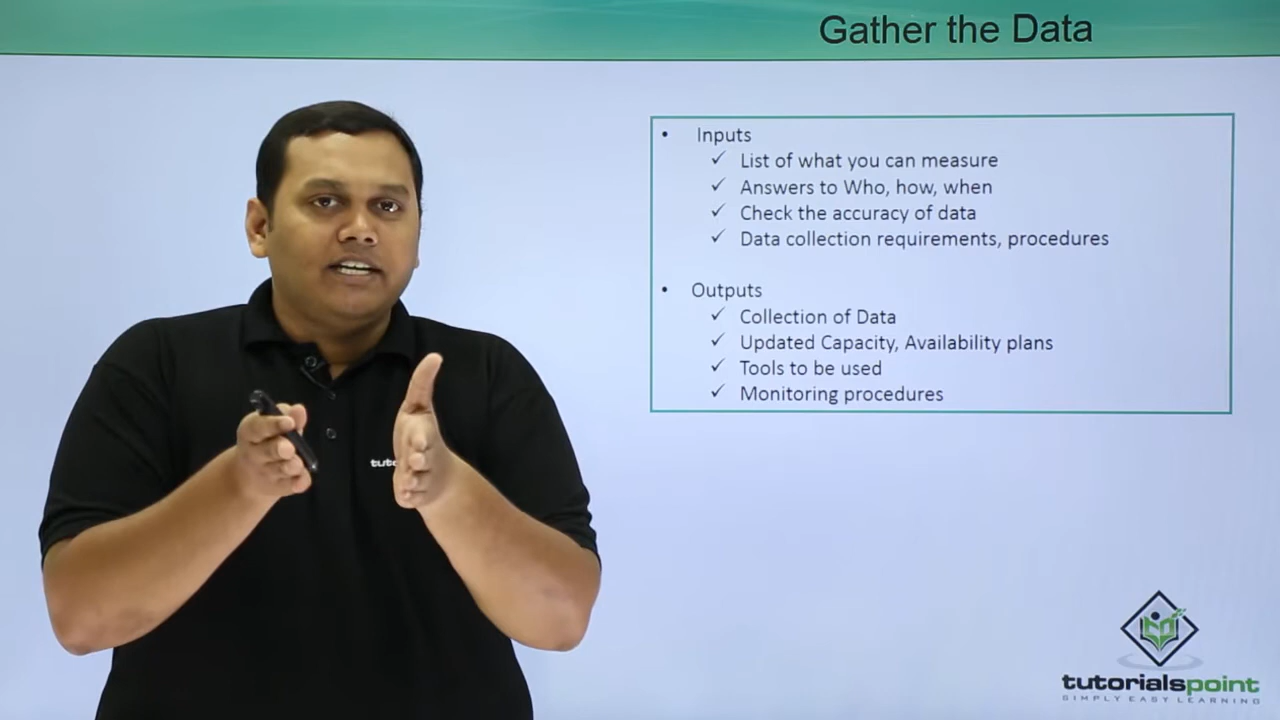 Gather the Data
• Inputs
✓ List of what you can measure
✓ Answers to Who, how, when
✓ Check the accuracy of data
✓ Data collection requirements, procedures
• Outputs
✓ Collection of Data
✓ Updated Capacity, Availability plans
✓ Tools to be used
✓ Monitoring procedures
tutorialspoint
SIMPLY EASY LEARNING